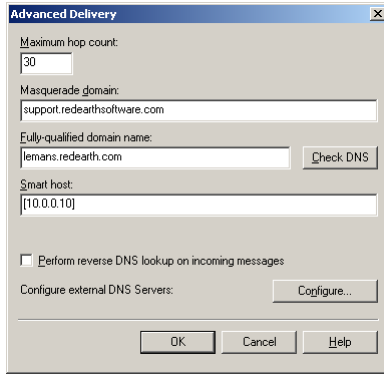 Advanced Delivery
Maximum hop count:
30
Masquerade domain:
support.redearthsoftware.com
Fully-qualified domain name:
lemans.redearth.com
Check DNS
Smart host:
[10.0.0.10]
Perform reverse DNS lookup on incoming messages
Configure external DNS Servers:
Configure...
OK
Cancel
Help